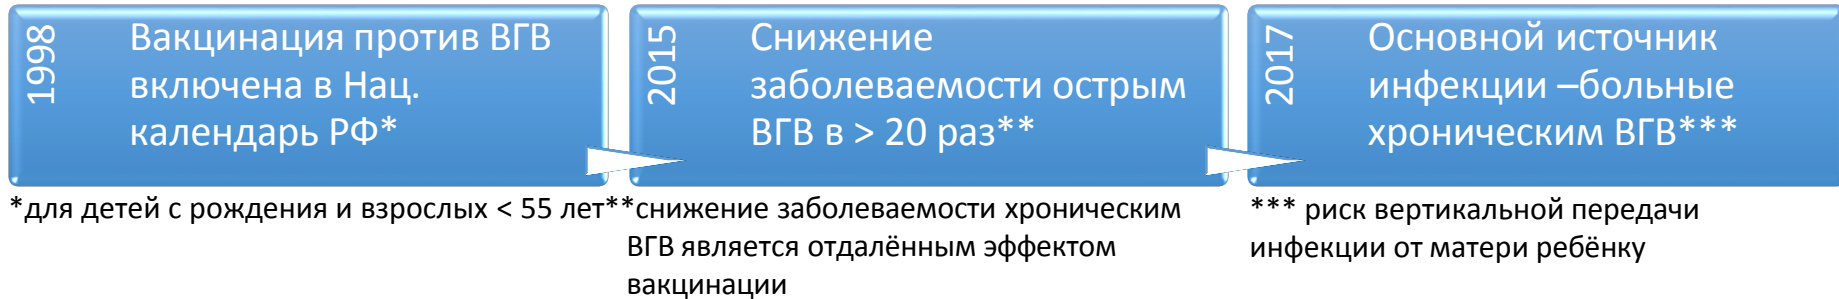 1998
Вакцинация против ВГВ
включена в Нац.
календарь РФ*
2015
Снижение
заболеваемости острым
ВГВ в > 20 раз**
2017
Основной источник
инфекции –больные
хроническим ВГВ***
*для детей с рождения и взрослых < 55 лет
**снижение заболеваемости хроническим
ВГВ является отдалённым эффектом
вакцинации
*** риск вертикальной передачи
инфекции от матери ребёнку